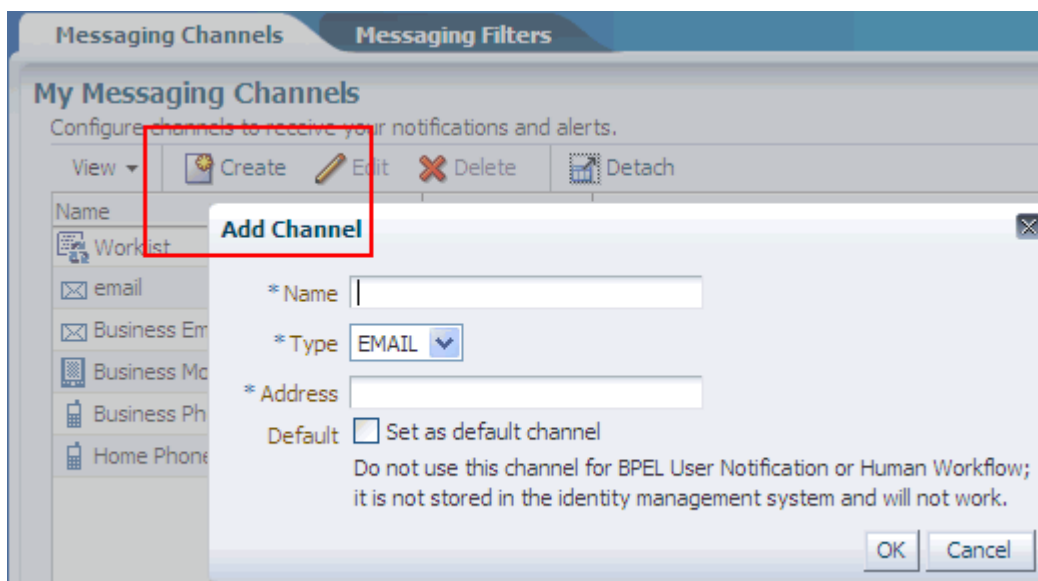 Messaging Channels Messaging Filters
My Messaging Channels
Configure channels to receive your notifications and alerts.
View Create Edit Delete Detach
Name
Worklist
email
Business Em
Business Mo
Business Ph
Home Phone
Add Channel
* Name
* Type EMAIL
* Address
Default Set as default channel
Do not use this channel for BPEL User Notification or Human Workflow;
it is not stored in the identity management system and will not work.
OK Cancel